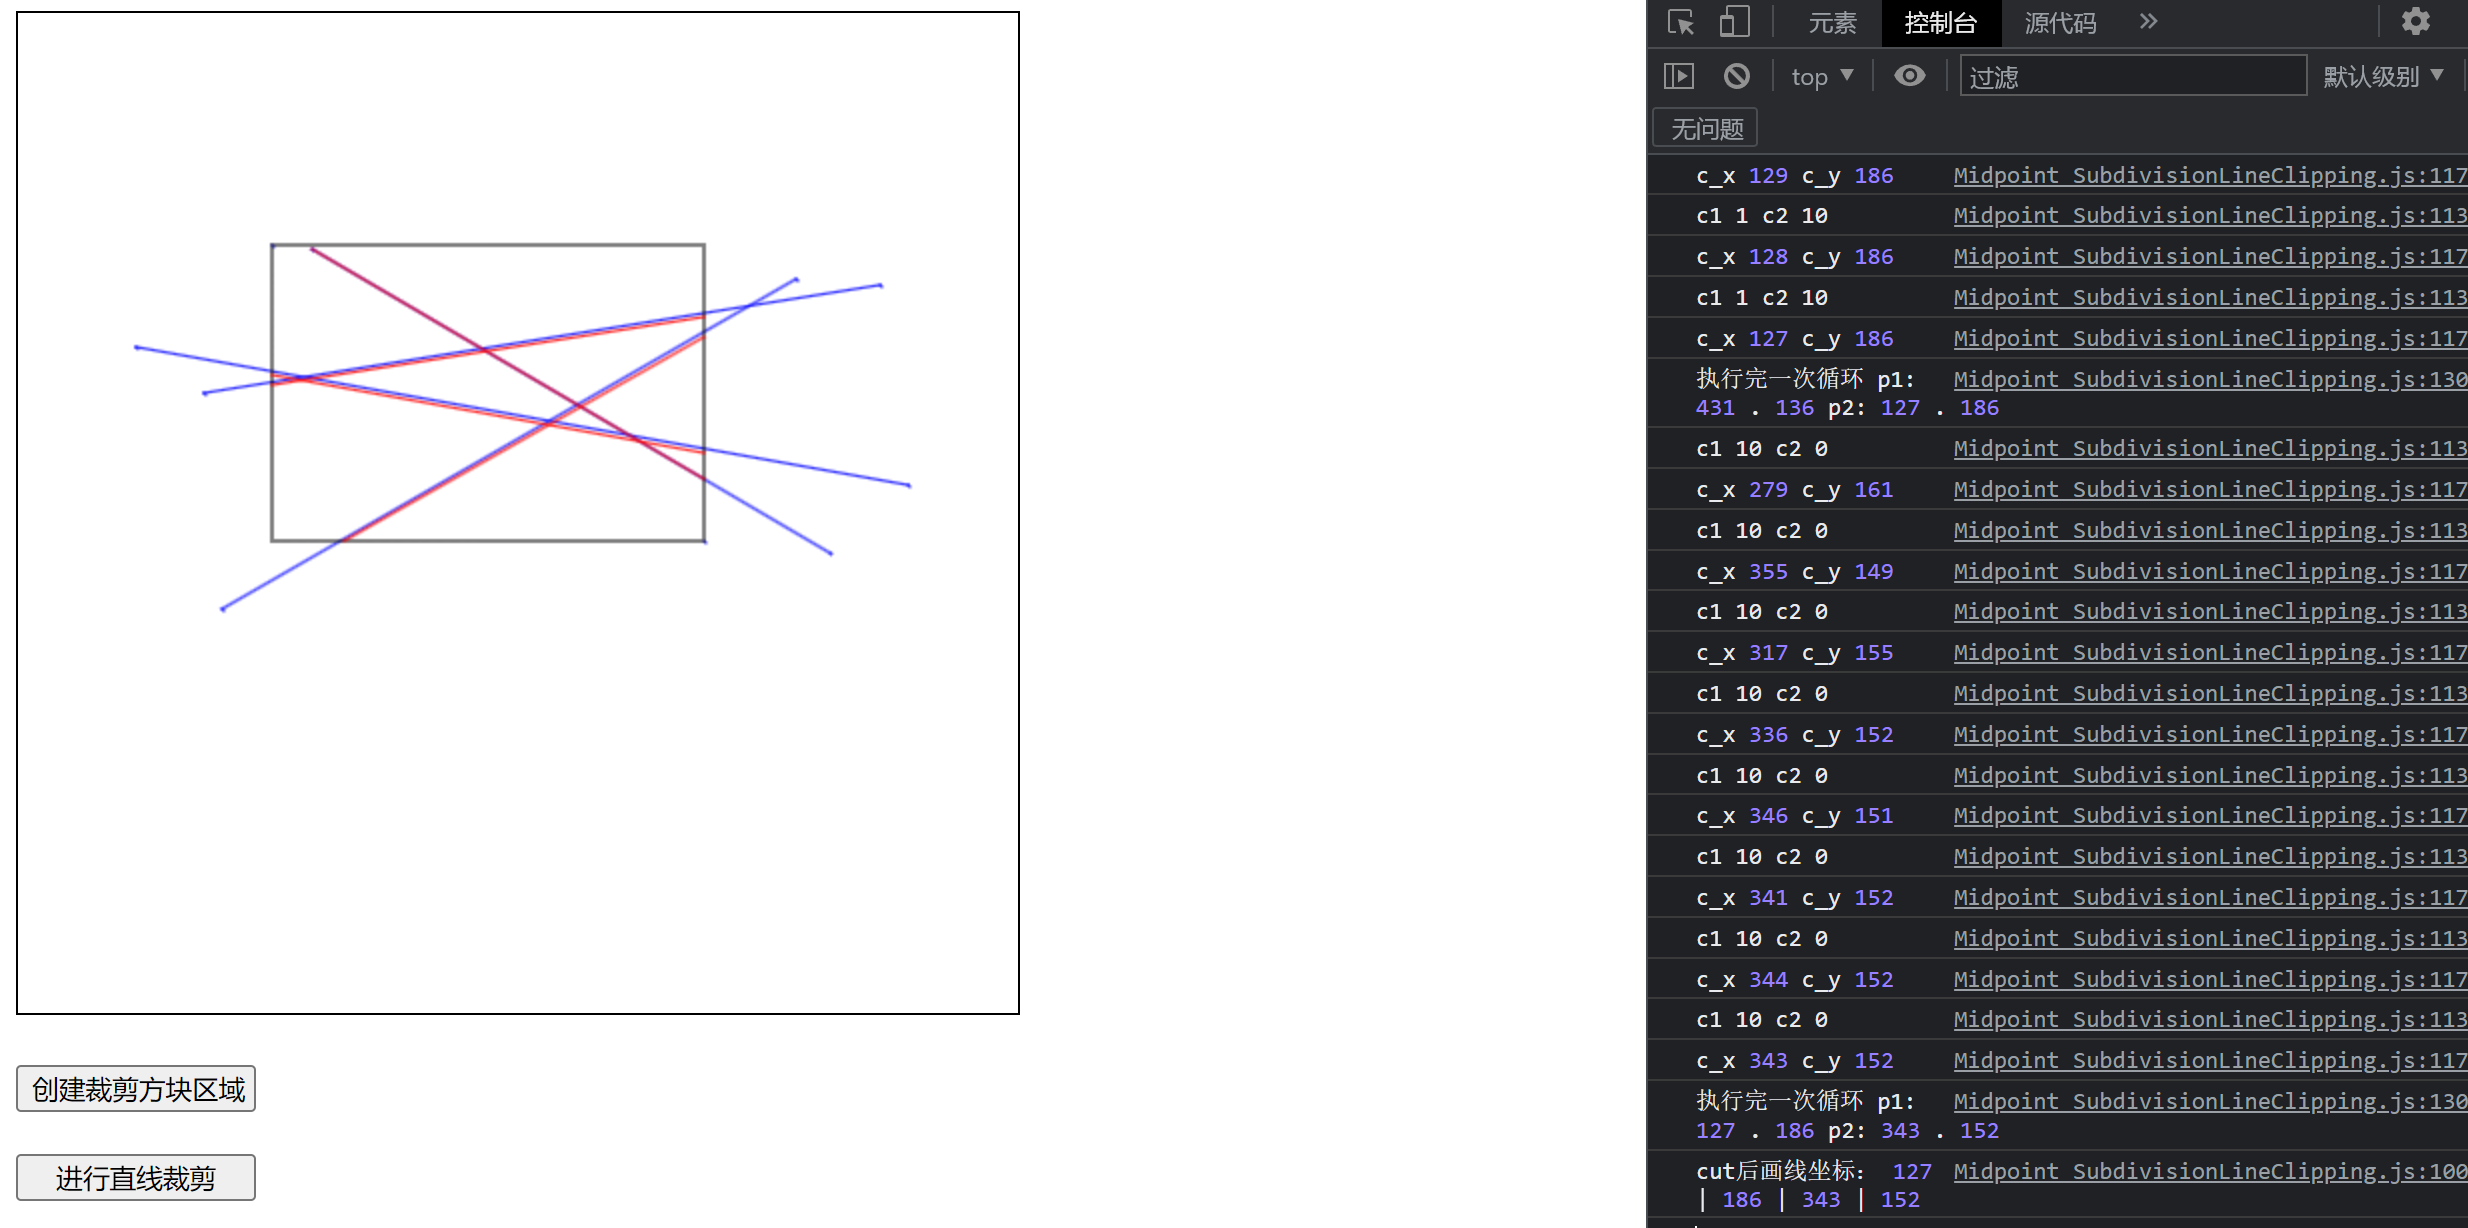 元素 控制台 源代码
top 过滤 默认级别
无问题
c_x 129 c_y 186 Midpoint_SubdivisionLineClipping.js:117
c1 1 c2 10 Midpoint_SubdivisionLineClipping.js:113
c_x 128 c_y 186 Midpoint_SubdivisionLineClipping.js:117
c1 1 c2 10 Midpoint_SubdivisionLineClipping.js:113
c_x 127 c_y 186 Midpoint_SubdivisionLineClipping.js:117
执行完一次循环 p1: Midpoint_SubdivisionLineClipping.js:130
431 . 136 p2: 127 . 186
c1 10 c2 0 Midpoint_SubdivisionLineClipping.js:113
c_x 279 c_y 161 Midpoint_SubdivisionLineClipping.js:117
c1 10 c2 0 Midpoint_SubdivisionLineClipping.js:113
c_x 355 c_y 149 Midpoint_SubdivisionLineClipping.js:117
c1 10 c2 0 Midpoint_SubdivisionLineClipping.js:113
c_x 317 c_y 155 Midpoint_SubdivisionLineClipping.js:117
c1 10 c2 0 Midpoint_SubdivisionLineClipping.js:113
c_x 336 c_y 152 Midpoint_SubdivisionLineClipping.js:117
c1 10 c2 0 Midpoint_SubdivisionLineClipping.js:113
c_x 346 c_y 151 Midpoint_SubdivisionLineClipping.js:117
c1 10 c2 0 Midpoint_SubdivisionLineClipping.js:113
c_x 341 c_y 152 Midpoint_SubdivisionLineClipping.js:117
c1 10 c2 0 Midpoint_SubdivisionLineClipping.js:113
c_x 344 c_y 152 Midpoint_SubdivisionLineClipping.js:117
c1 10 c2 0 Midpoint_SubdivisionLineClipping.js:113
c_x 343 c_y 152 Midpoint_SubdivisionLineClipping.js:117
执行完一次循环 p1: Midpoint_SubdivisionLineClipping.js:130
127 . 186 p2: 343 . 152
cut后画线坐标： 127 Midpoint_SubdivisionLineClipping.js:100
| 186 | 343 | 152
创建裁剪方块区域
进行直线裁剪